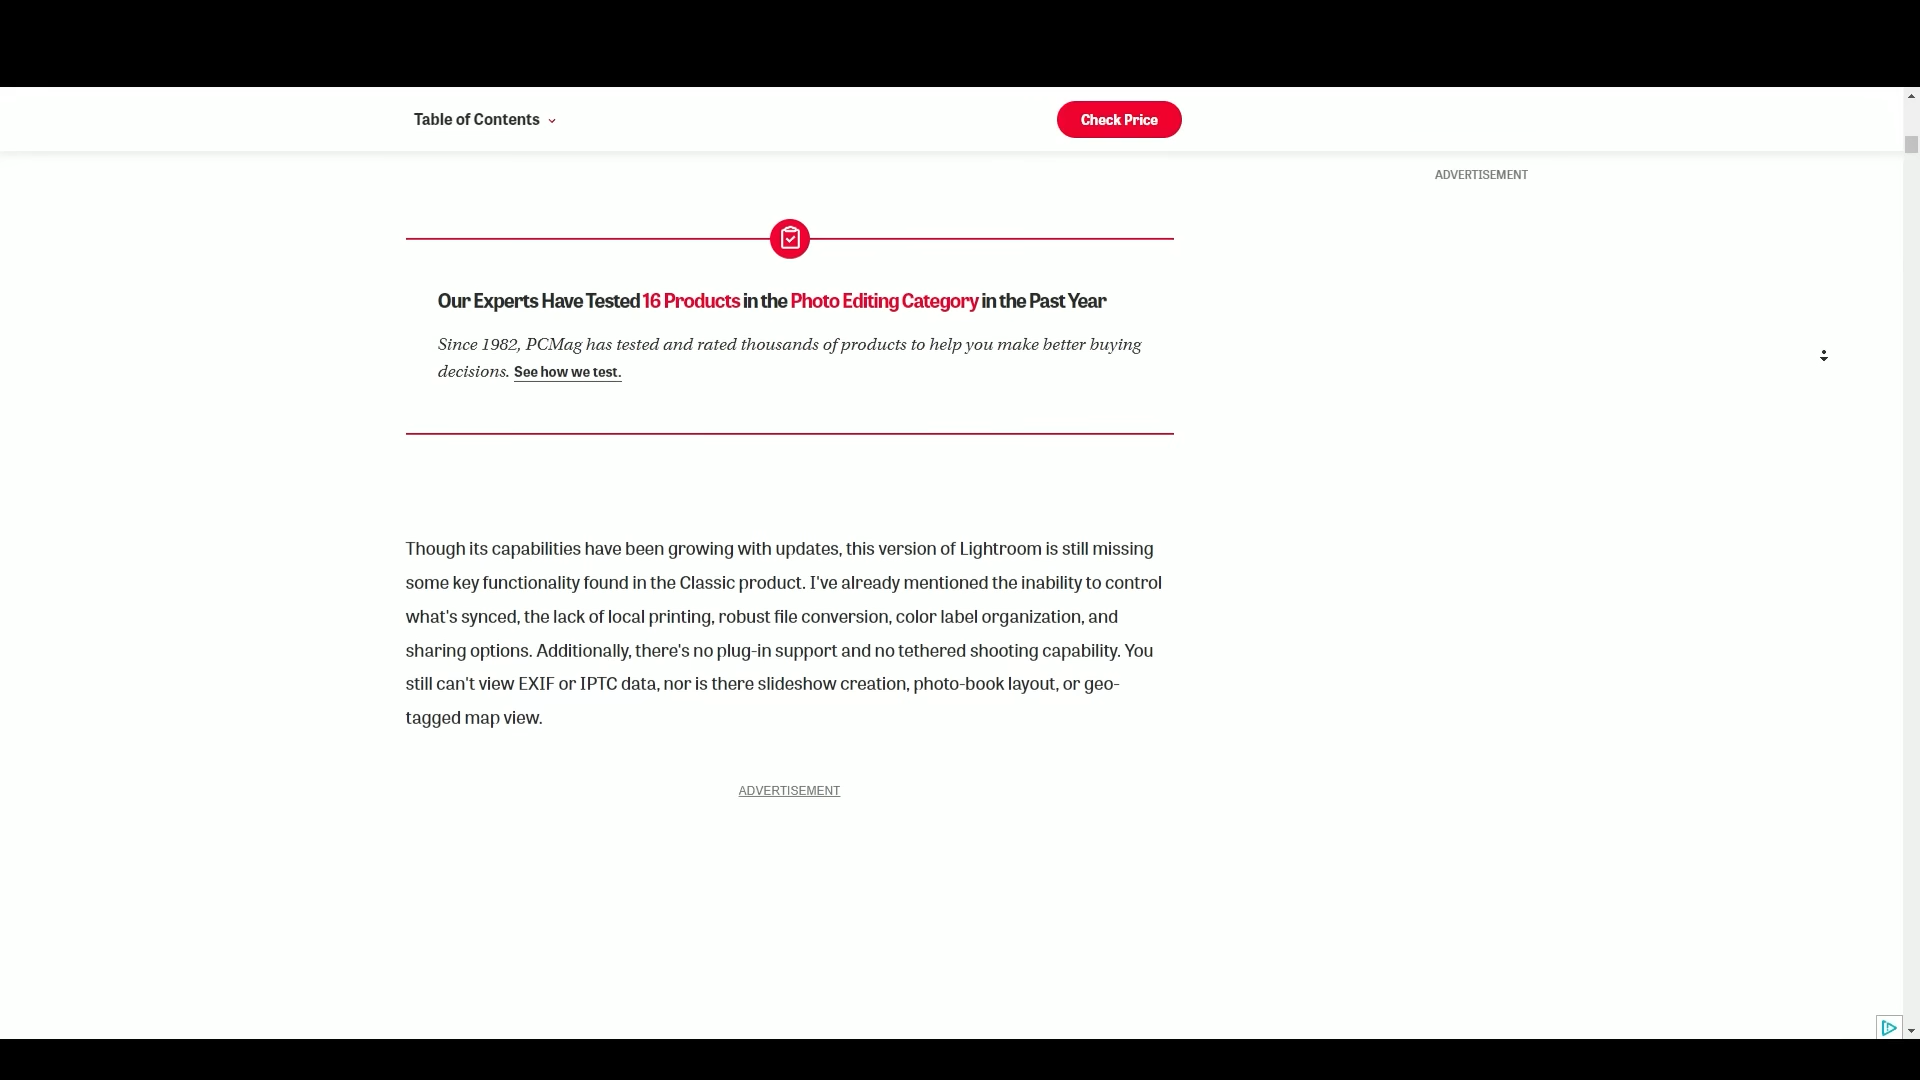 Table of Contents
Check Price
ADVERTISEMENT
Our Experts Have Tested 16 Products in the Photo Editing Category in the Past Year
Since 1982, PCMag has tested and rated thousands of products to help you make better buying
decisions. See how we test.
Though its capabilities have been growing with updates, this version of Lightroom is still missing
some key functionality found in the Classic product. I've already mentioned the inability to control
what's synced, the lack of local printing, robust file conversion, color label organization, and
sharing options. Additionally, there's no plug-in support and no tethered shooting capability. You
still can't view EXIF or IPTC data, nor is there slideshow creation, photo-book layout, or geo-
tagged map view.
ADVERTISEMENT